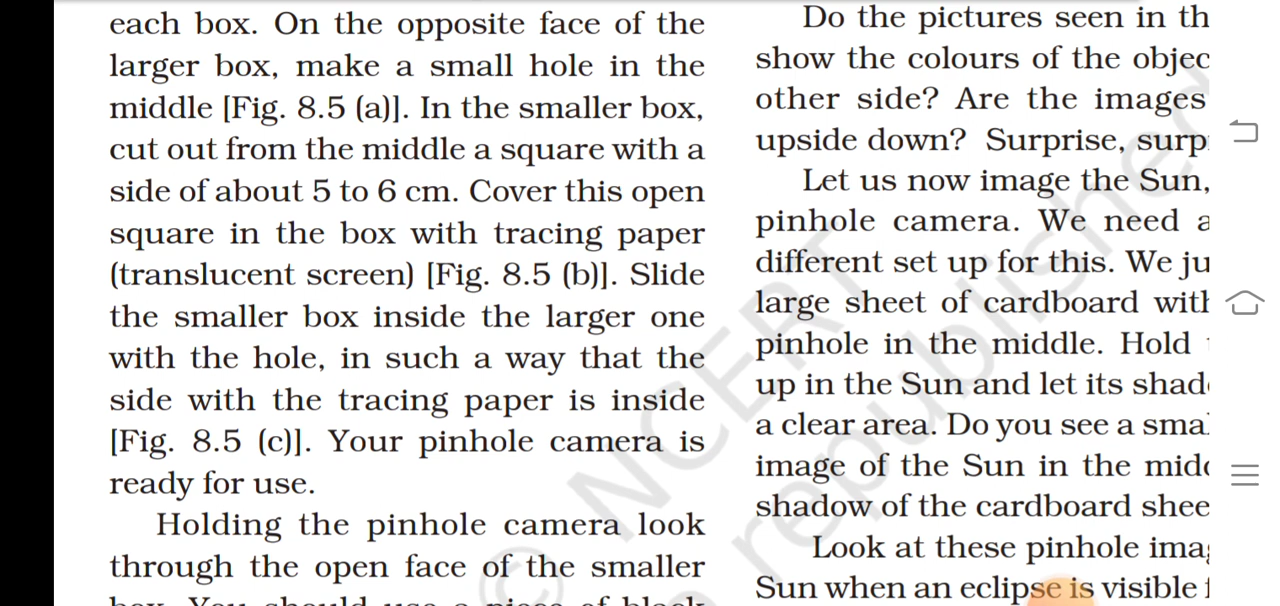 each box. On the opposite face of the
larger box, make a small hole in the
middle [Fig. 8.5 (a)]. In the smaller box,
cut out from the middle a square with a
side of about 5 to 6 cm. Cover this open
square in the box with tracing paper
(translucent screen) [Fig. 8.5 (b)]. Slide
the smaller box inside the larger one
with the hole, in such a way that the
side with the tracing paper is inside
[Fig. 8.5 (c)]. Your pinhole camera is
ready for use.
Holding the pinhole camera look
through the open face of the smaller
box. You should use a piece of black
Do the pictures seen in
show the colours of the
other side? Are the images
upside down? Surprise,
Let us now image the Sun,
pinhole camera. We need a
different set up for this. We
large sheet of cardboard
pinhole in the middle. Hold
up in the Sun and let its
a clear area. Do you see a
image of the Sun in the
shadow of the cardboard
Look at these pinhole
Sun when an eclipse is visible
© NCERT
republished